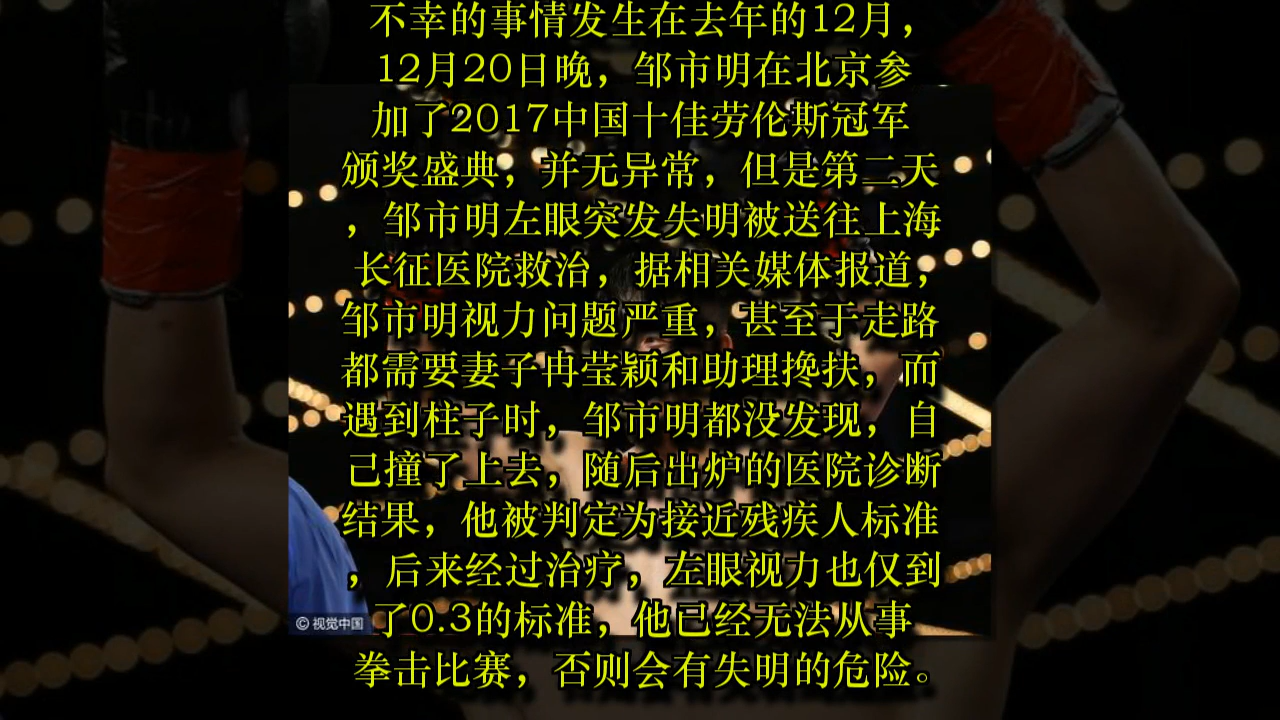 不幸的事情发生在去年的12月，
12月20日晚，邹市明在北京参
加了2017中国十佳劳伦斯冠军
颁奖盛典，并无异常，但是第二天
，邹市明左眼突发失明被送往上海
长征医院救治，据相关媒体报道，
邹市明视力问题严重，甚至于走路
都需要妻子冉莹颖和助理搀扶，而
遇到柱子时，邹市明都没发现，自
己撞了上去，随后出炉的医院诊断
结果，他被判定为接近残疾人标准
，后来经过治疗，左眼视力也仅到
了0.3的标准，他已经无法从事
拳击比赛，否则会有失明的危险。
© 视觉中国